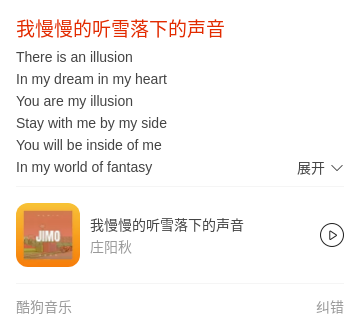 我慢慢的听雪落下的声音
There is an illusion
In my dream in my heart
You are my illusion
Stay with me by my side
You will be inside of me
In my world of fantasy 展开
JIMO
我慢慢的听雪落下的声音
庄阳秋
酷狗音乐 纠错